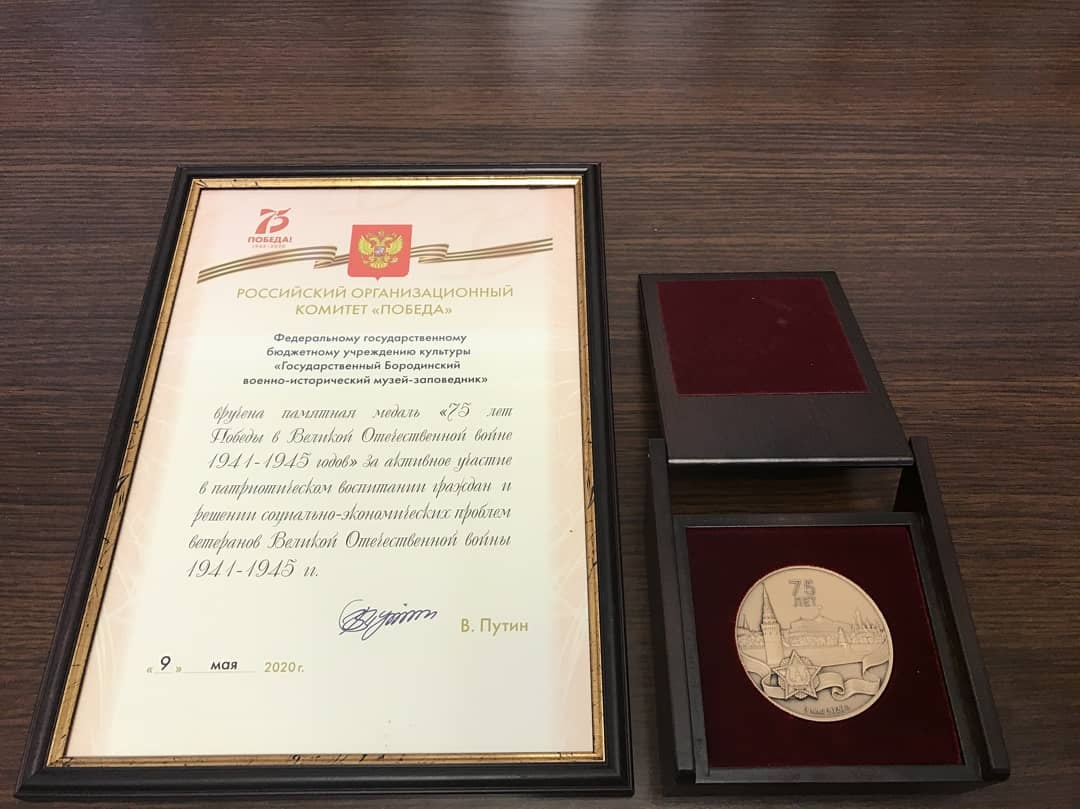 75
ПОБЕДА!
1945-2020
РОССИЙСКИЙ ОРГАНИЗАЦИОННЫЙ
КОМИТЕТ «ПОБЕДА»
Федеральному государственному
бюджетному учреждению культуры
«Государственный Бородинский
военно-исторический музей-заповедник»
вручена памятная медаль «75 лет
Победы в Великой Отечественной войне
1941-1945 годов» за активное участие
в патриотическом воспитании граждан и
решении социально-экономических проблем
ветеранов Великой Отечественной войны
1941-1945 гг.
В. Путин
«9» мая 2020 г.
75
ЛЕТ